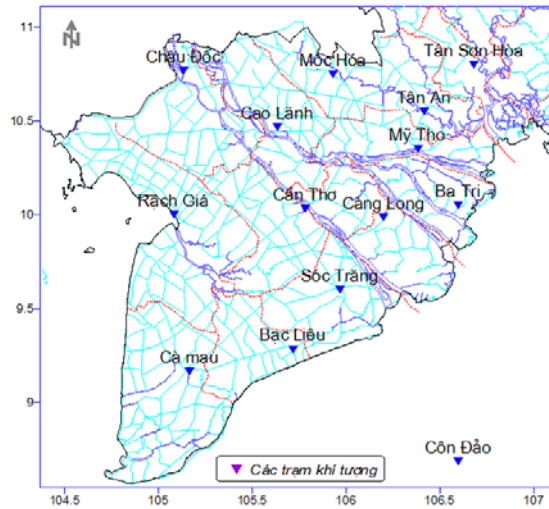 N
11
Châu Đốc
Mộc Hóa
Tân Sơn Hòa
Tân An
10.5
Cao Lãnh
Mỹ Tho
Ba Tri
Rạch Giá
Cần Thơ
Càng Long
10
Sóc Trăng
9.5
Bạc Liêu
Cà mau
9
Côn Đảo
Các trạm khí tượng
104.5 105 105.5 106 106.5 107